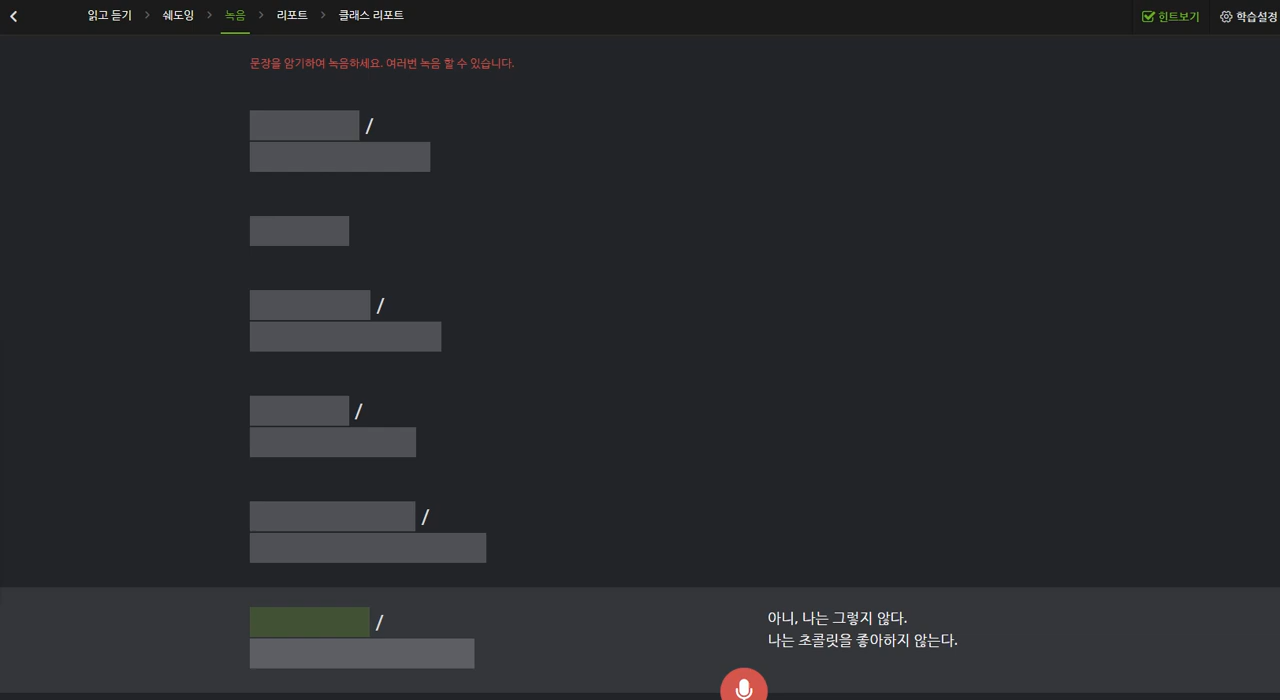 읽고 듣기 > 쉐도잉 > 녹음 > 리포트 > 클래스 리포트
힌트보기
학습설정
문장을 암기하여 녹음하세요. 여러번 녹음 할 수 있습니다.
/
/
/
/
/
아니, 나는 그렇지 않다.
나는 초콜릿을 좋아하지 않는다.